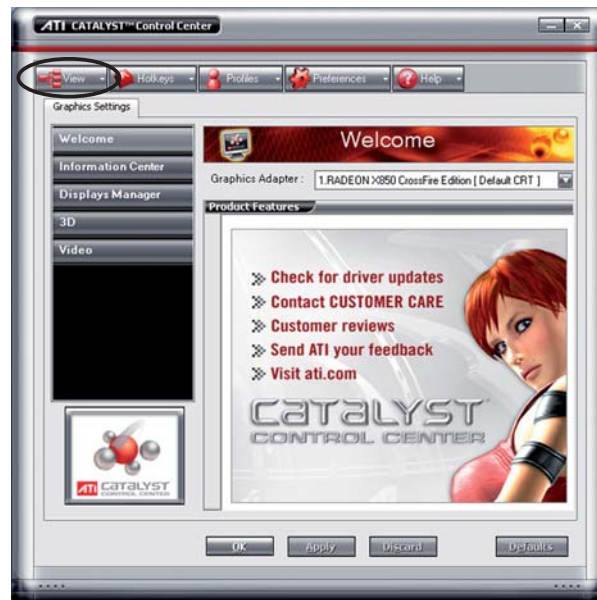 ATI CATALYST™ Control Center
View Hotkeys Profiles Preferences Help
Graphics Settings
Welcome
Information Center
Displays Manager
3D
Video
Welcome
Graphics Adapter : 1.RADEON X850 CrossFire Edition [ Default CRT ]
Product Features
Check for driver updates
Contact CUSTOMER CARE
Customer reviews
Send ATI your feedback
Visit ati.com
CATALYST
CONTROL CENTER
ATI CATALYST
CONTROL CENTER
OK Apply Discard Defaults